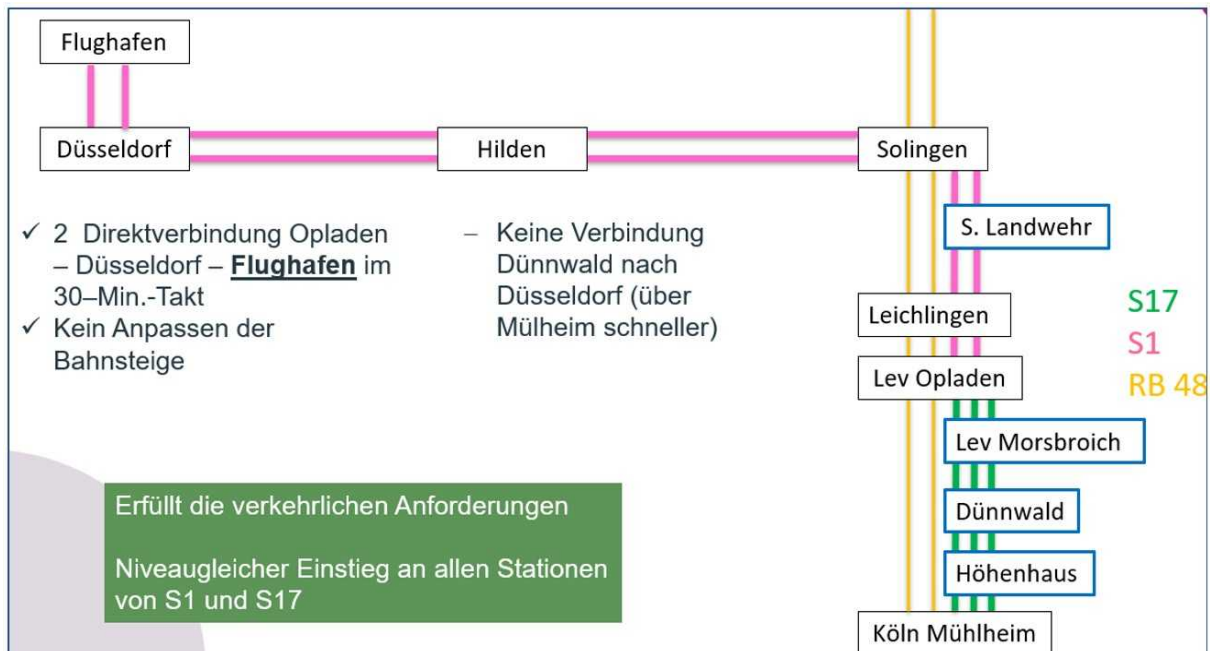 Flughafen
Düsseldorf
Hilden
Solingen
✓ 2 Direktverbindung Opladen
– Düsseldorf – Flughafen im
30–Min.-Takt
✓ Kein Anpassen der
Bahnsteige
– Keine Verbindung
Dünnwald nach
Düsseldorf (über
Mülheim schneller)
S. Landwehr
Leichlingen
Lev Opladen
Lev Morsbroich
Dünnwald
Höhenhaus
Köln Mühlheim
S17
S1
RB 48
Erfüllt die verkehrlichen Anforderungen
Niveaugleicher Einstieg an allen Stationen
von S1 und S17